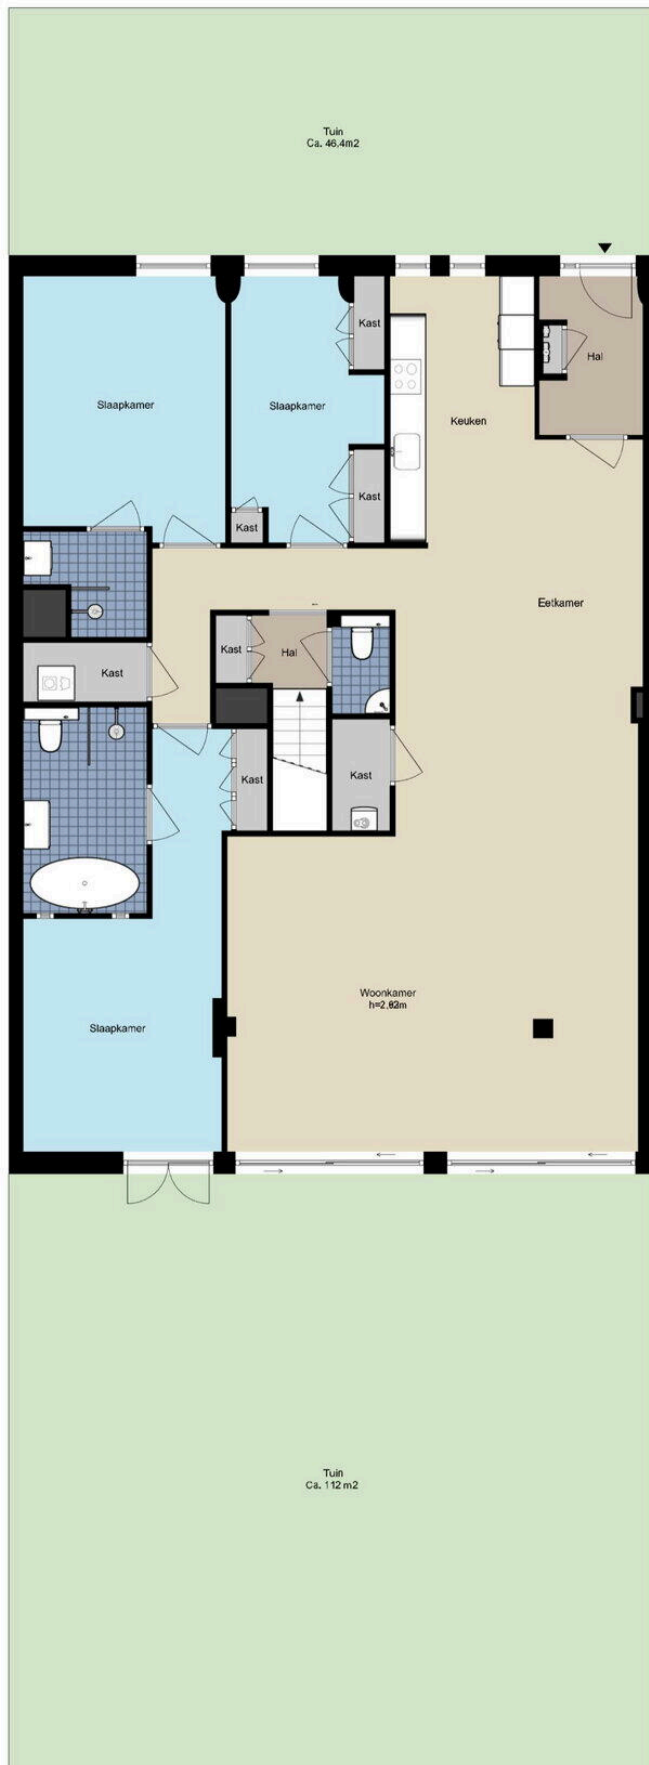 Tuin
Ca. 46,4m2
Kast
Hal
Slaapkamer
Slaapkamer
Keuken
Kast
Kast
Eetkamer
Kast
Hal
Kast
Kast
Kast
Woonkamer
Slaapkamer
Tuin
Ca. 112 m2